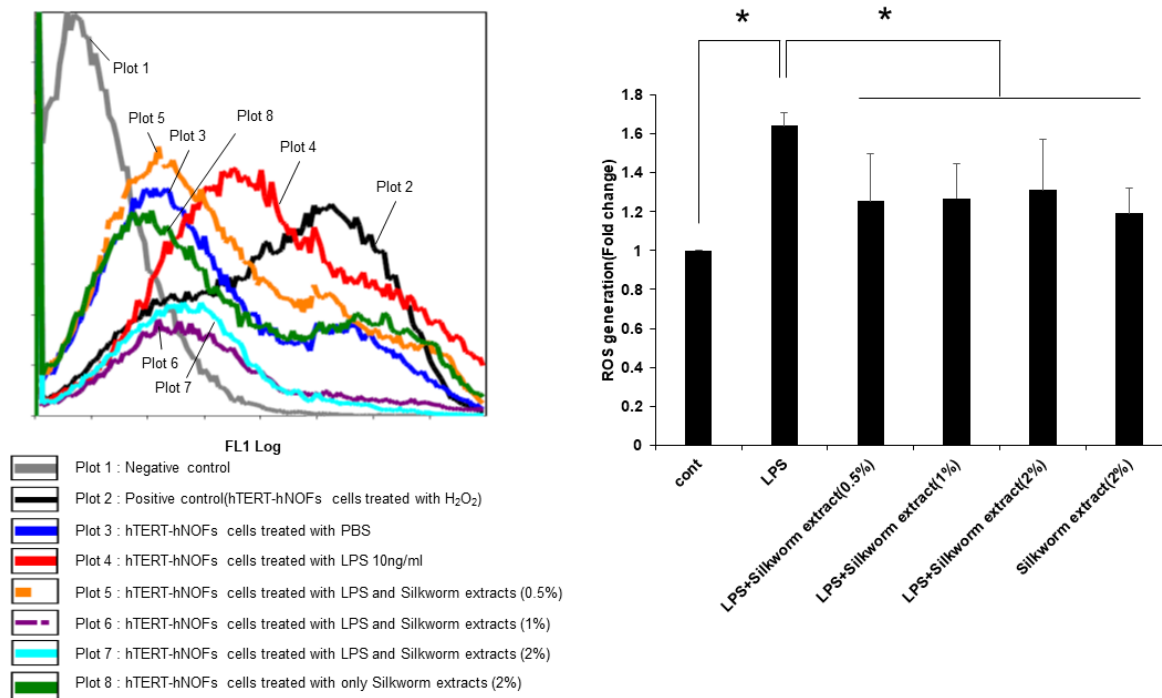 Plot 1
Plot 5
Plot 3
Plot 8
Plot 4
Plot 2
Plot 6
Plot 7
FL1 Log
Plot 1 : Negative control
Plot 2 : Positive control(hTERT-hNOFs cells treated with H₂O₂)
Plot 3 : hTERT-hNOFs cells treated with PBS
Plot 4 : hTERT-hNOFs cells treated with LPS 10ng/ml
Plot 5 : hTERT-hNOFs cells treated with LPS and Silkworm extracts (0.5%)
Plot 6 : hTERT-hNOFs cells treated with LPS and Silkworm extracts (1%)
Plot 7 : hTERT-hNOFs cells treated with LPS and Silkworm extracts (2%)
Plot 8 : hTERT-hNOFs cells treated with only Silkworm extracts (2%)
* *
ROS generation(Fold change)
1.8
1.6
1.4
1.2
1
0.8
0.6
0.4
0.2
0
cont
LPS
LPS+Silkworm extract(0.5%)
LPS+Silkworm extract(1%)
LPS+Silkworm extract(2%)
Silkworm extract(2%)